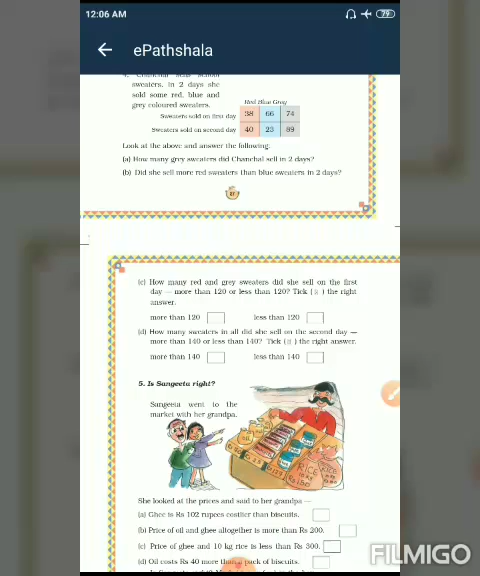 12:06 AM
79
ePathshala
4. Chanchal sells school
sweaters. In 2 days she
sold some red, blue and
grey coloured sweaters.
Red Blue Grey
Sweaters sold on first day 38 66 74
Sweaters sold on second day 40 23 89
Look at the above and answer the following.
(a) How many grey sweaters did Chanchal sell in 2 days?
(b) Did she sell more red sweaters than blue sweaters in 2 days?
27
(c) How many red and grey sweaters did she sell on the first
day — more than 120 or less than 120? Tick ( ) the right
answer.
more than 120 less than 120
(d) How many sweaters in all did she sell on the second day —
more than 140 or less than 140? Tick ( ) the right answer.
more than 140 less than 140
5. Is Sangeeta right?
Sangeeta went to the
market with her grandpa.
RICE
She looked at the prices and said to her grandpa —
(a) Ghee is Rs 102 rupees costlier than biscuits.
(b) Price of oil and ghee altogether is more than Rs 200.
(c) Price of ghee and 10 kg rice is less than Rs 300.
(d) Oil costs Rs 40 more than a pack of biscuits.
FILMIGO